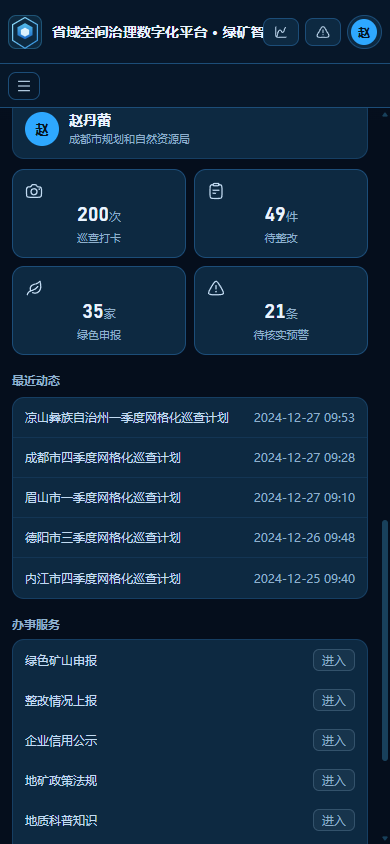 省域空间治理数字化平台 • 绿矿智
赵
赵
赵丹蕾
成都市规划和自然资源局
200次
巡查打卡
49件
待整改
35家
绿色申报
21条
待核实预警
最近动态
凉山彝族自治州一季度网格化巡查计划 2024-12-27 09:53
成都市四季度网格化巡查计划 2024-12-27 09:28
眉山市一季度网格化巡查计划 2024-12-27 09:10
德阳市三季度网格化巡查计划 2024-12-26 09:48
内江市四季度网格化巡查计划 2024-12-25 09:40
办事服务
绿色矿山申报 进入
整改情况上报 进入
企业信用公示 进入
地矿政策法规 进入
地质科普知识 进入